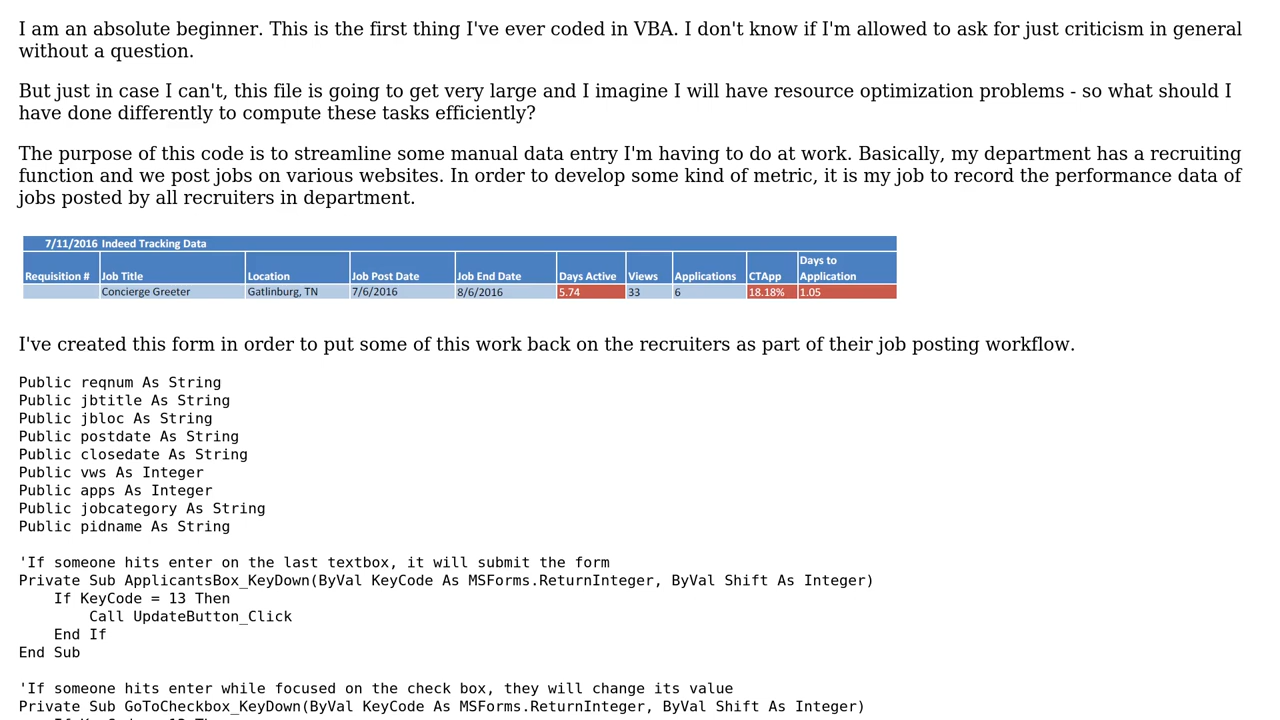 I am an absolute beginner. This is the first thing I've ever coded in VBA. I don't know if I'm allowed to ask for just criticism in general
without a question.
But just in case I can't, this file is going to get very large and I imagine I will have resource optimization problems - so what should I
have done differently to compute these tasks efficiently?
The purpose of this code is to streamline some manual data entry I'm having to do at work. Basically, my department has a recruiting
function and we post jobs on various websites. In order to develop some kind of metric, it is my job to record the performance data of
jobs posted by all recruiters in department.
7/11/2016 Indeed Tracking Data
Requisition # Job Title Location Job Post Date Job End Date Days Active Views Applications CTApp Days to Application
Concierge Greeter Gatlinburg, TN 7/6/2016 8/6/2016 5.74 33 6 18.18% 1.05
I've created this form in order to put some of this work back on the recruiters as part of their job posting workflow.
Public reqnum As String
Public jbtitle As String
Public jbloc As String
Public postdate As String
Public closedate As String
Public vws As Integer
Public apps As Integer
Public jobcategory As String
Public pidname As String
'If someone hits enter on the last textbox, it will submit the form
Private Sub ApplicantsBox_KeyDown(ByVal KeyCode As MSForms.ReturnInteger, ByVal Shift As Integer)
    If KeyCode = 13 Then
        Call UpdateButton_Click
    End If
End Sub
'If someone hits enter while focused on the check box, they will change its value
Private Sub GoToCheckbox_KeyDown(ByVal KeyCode As MSForms.ReturnInteger, ByVal Shift As Integer)